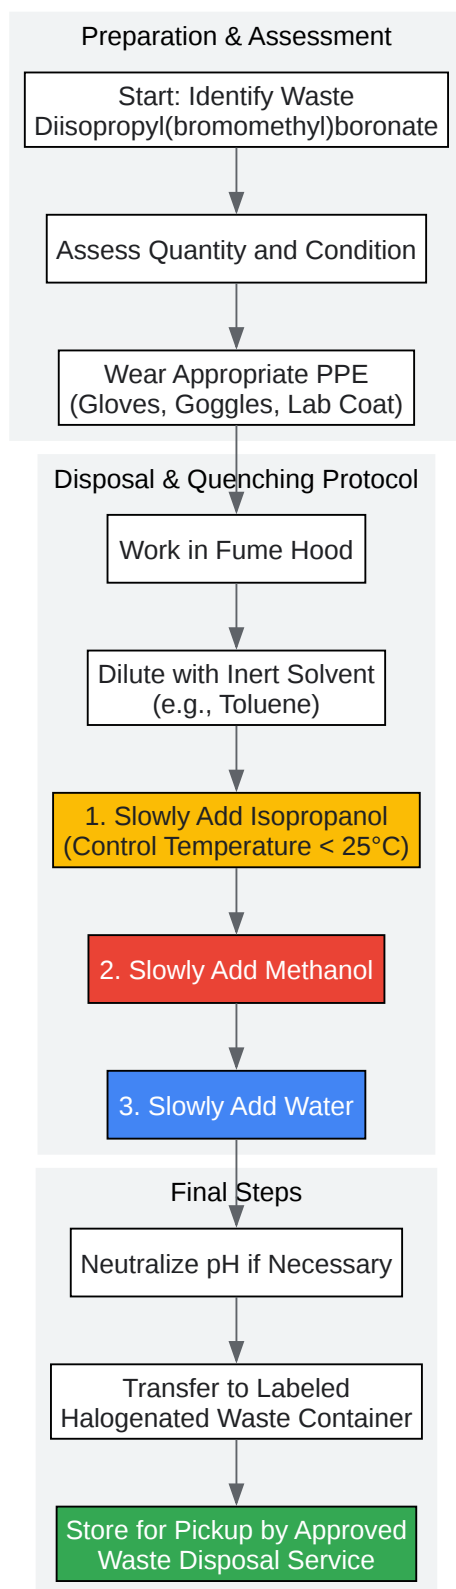 Preparation & Assessment
Start: Identify Waste
Diisopropyl(bromomethyl)boronate
Assess Quantity and Condition
Wear Appropriate PPE
(Gloves, Goggles, Lab Coat)
Disposal & Quenching Protocol
Work in Fume Hood
Dilute with Inert Solvent
(e.g., Toluene)
1. Slowly Add Isopropanol
(Control Temperature < 25°C)
2. Slowly Add Methanol
3. Slowly Add Water
Final Steps
Neutralize pH if Necessary
Transfer to Labeled
Halogenated Waste Container
Store for Pickup by Approved
Waste Disposal Service